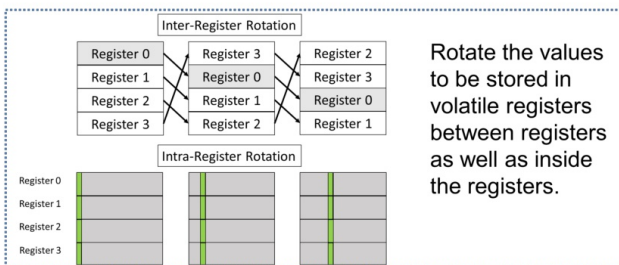 Inter-Register Rotation
Register 0 Register 3 Register 2
Register 1 Register 0 Register 3
Register 2 Register 1 Register 0
Register 3 Register 2 Register 1
Intra-Register Rotation
Register 0
Register 1
Register 2
Register 3
Rotate the values
to be stored in
volatile registers
between registers
as well as inside
the registers.